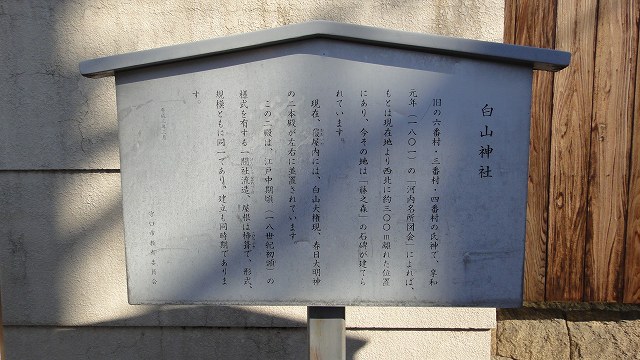 白山神社
旧の六番村・三番村・四番村の氏神で、享和
元年(一八〇一)の「河内名所図会」によれば、
もとは現在地より西北に約三〇〇m離れた位置
にあり、今その地は「藤之森」の石碑が建てら
れています。
現在、覆屋内には、白山大権現、春日大明神
の二本殿が左右に並置されています。
この二殿は、江戸中期頃(一八世紀初頭)の
様式を有する一間社流造、屋根は杮葺で、形式、
規模ともに同一であり、建立も同時期でありま
す
守口市教育委員会